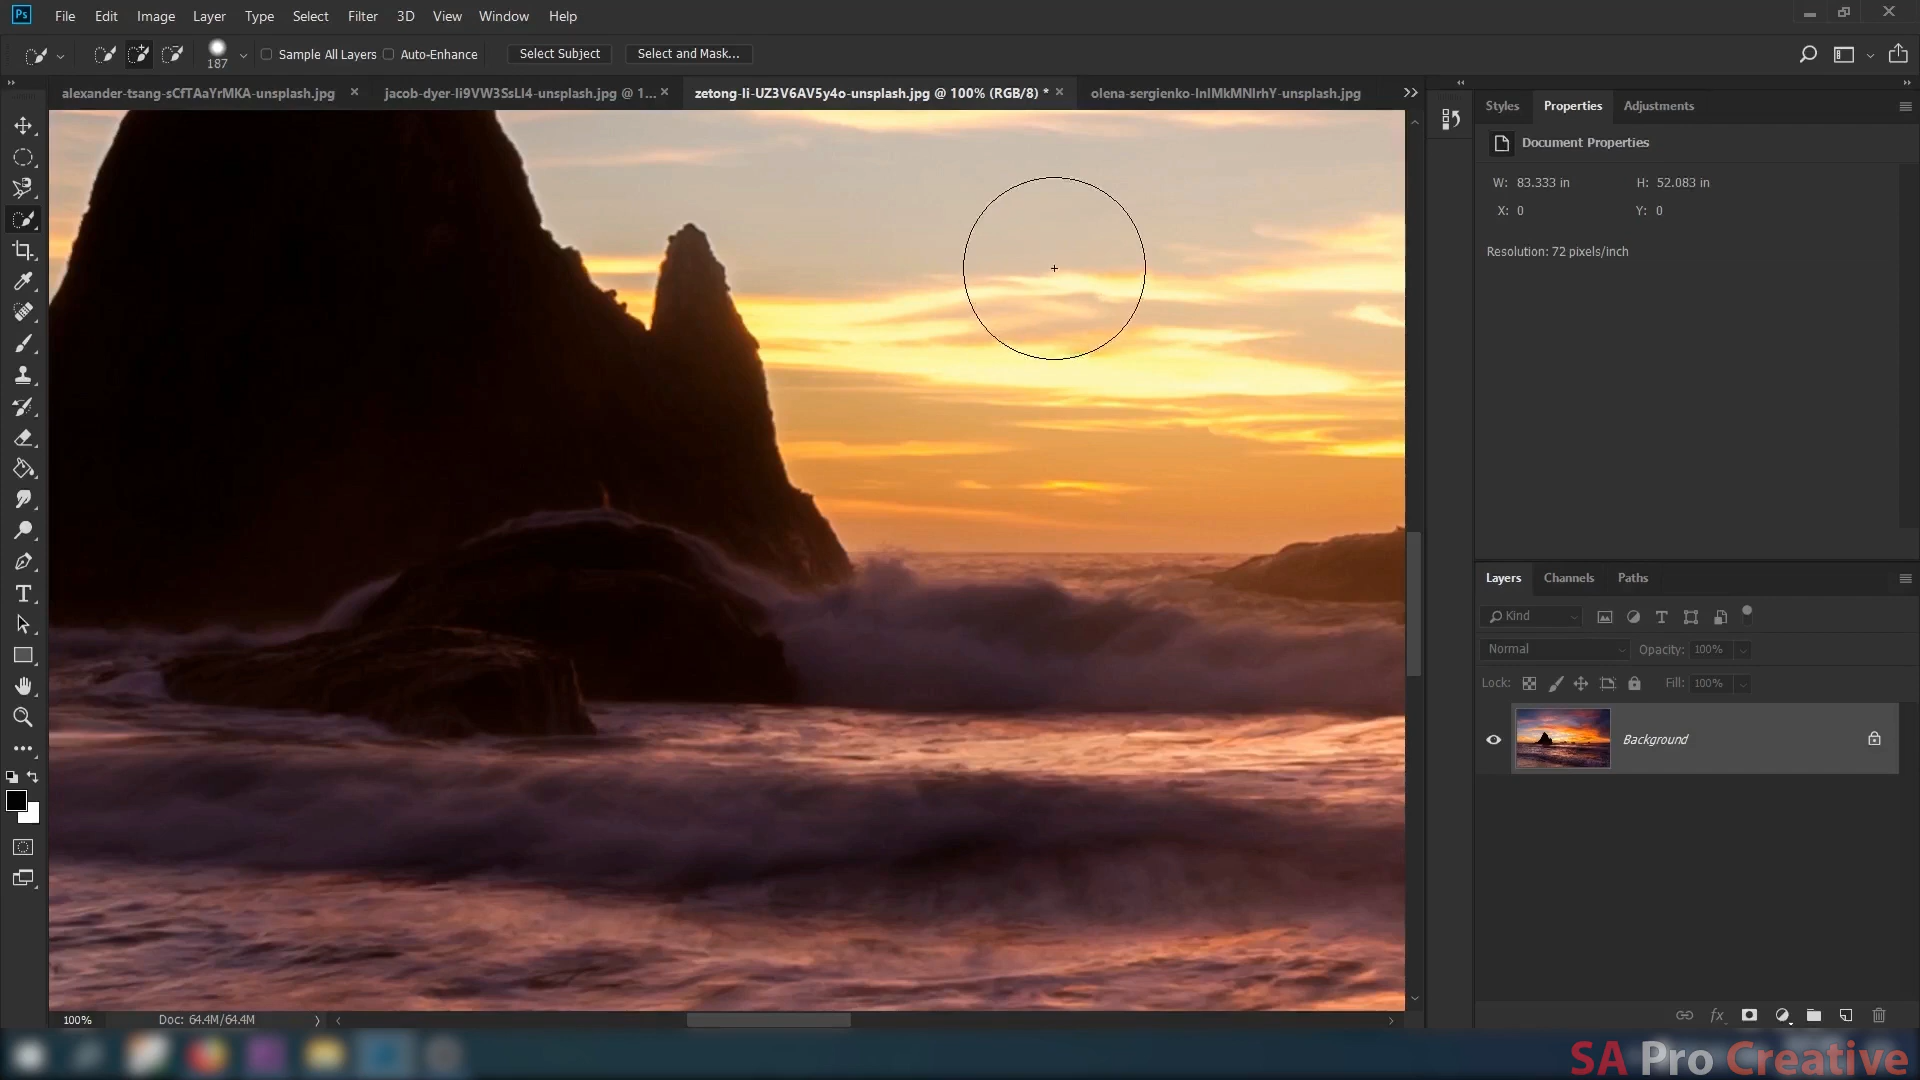 Ps File Edit Image Layer Type Select Filter 3D View Window Help
187 Sample All Layers Auto-Enhance Select Subject Select and Mask...
alexander-tsang-sCfTAaYrMKA-unsplash.jpg × jacob-dyer-li9VW3SsLI4-unsplash.jpg @ 1... × zetong-li-UZ3V6AV5y4o-unsplash.jpg @ 100% (RGB/8) * × olena-sergienko-InIMkMNIrhY-unsplash.jpg
Styles Properties Adjustments
Document Properties
W: 83.333 in H: 52.083 in
X: 0 Y: 0
Resolution: 72 pixels/inch
Layers Channels Paths
Kind
Normal Opacity: 100%
Lock: Fill: 100%
Background
fx
100% Doc: 64.4M/64.4M
SA Pro Creative